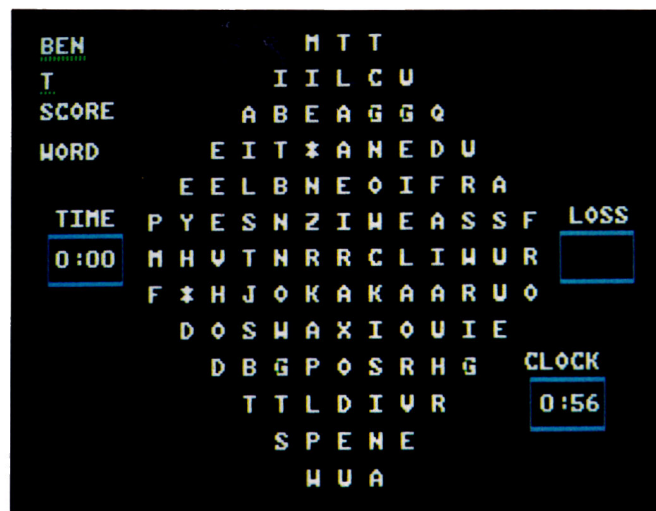 BEN M T T
T I I L C U
SCORE A B E A G G Q
WORD E I T * A N E D U
E E L B N E O I F R A
TIME P Y E S N Z I W E A S S F LOSS
0:00 M H V T N R R C L I W U R
F * H J O K A K A A R U O
D O S W A X I O U I E
D B G P O S R H G CLOCK
T T L D I V R 0:56
S P E N E
W U A